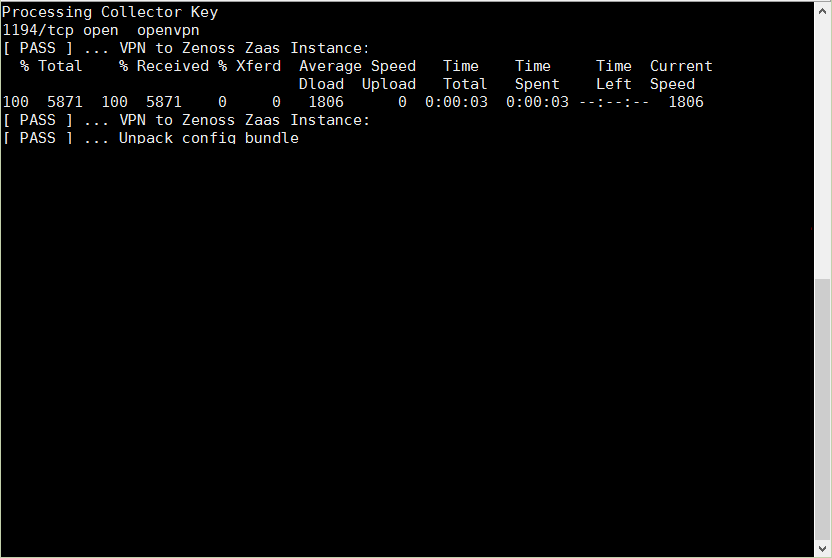 Processing Collector Key
1194/tcp open  openvpn
[ PASS ] ... VPN to Zenoss Zaas Instance:
  % Total    % Received % Xferd  Average Speed   Time    Time     Time  Current
                                 Dload  Upload   Total   Spent    Left  Speed
100  5871  100  5871    0     0   1806      0  0:00:03  0:00:03 --:--:--  1806
[ PASS ] ... VPN to Zenoss Zaas Instance:
[ PASS ] ... Unpack config bundle